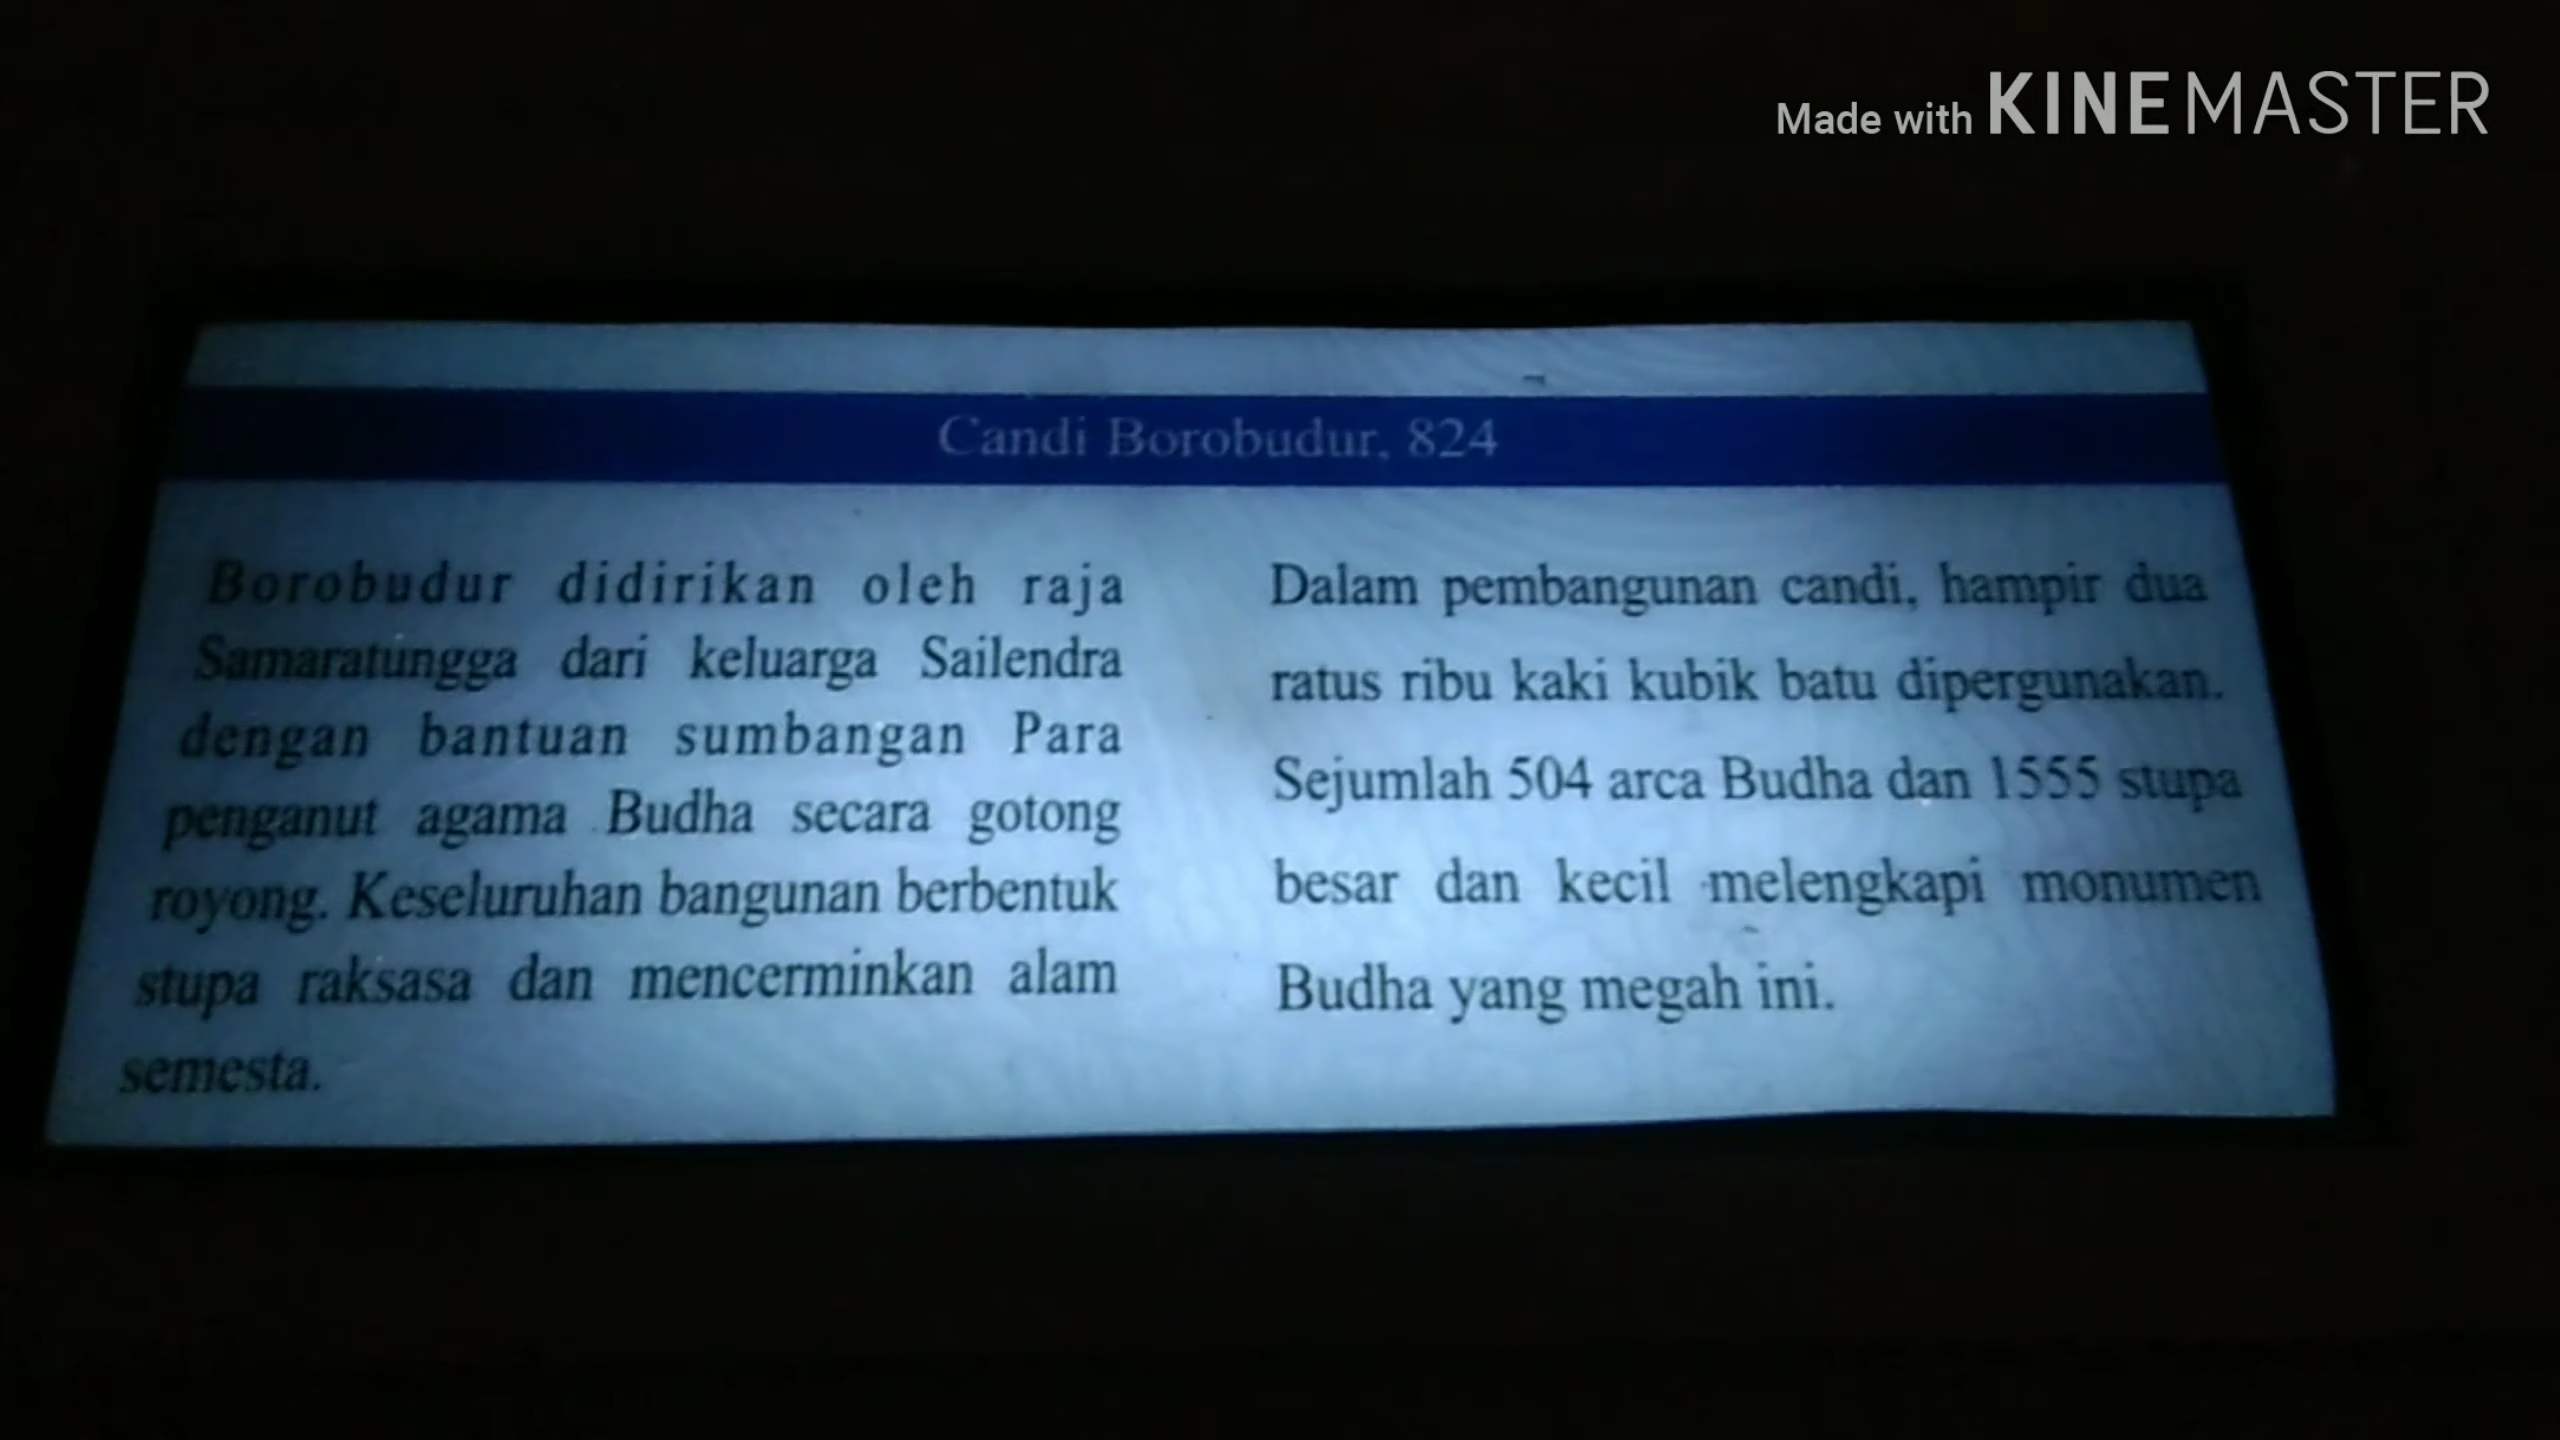 Made with KINEMASTER
Candi Borobudur, 824
Borobudur didirikan oleh raja
Samaratungga dari keluarga Sailendra
dengan bantuan sumbangan Para
penganut agama Budha secara gotong
royong. Keseluruhan bangunan berbentuk
stupa raksasa dan mencerminkan alam
semesta.
Dalam pembangunan candi, hampir dua
ratus ribu kaki kubik batu dipergunakan.
Sejumlah 504 arca Budha dan 1555 stupa
besar dan kecil melengkapi monumen
Budha yang megah ini.